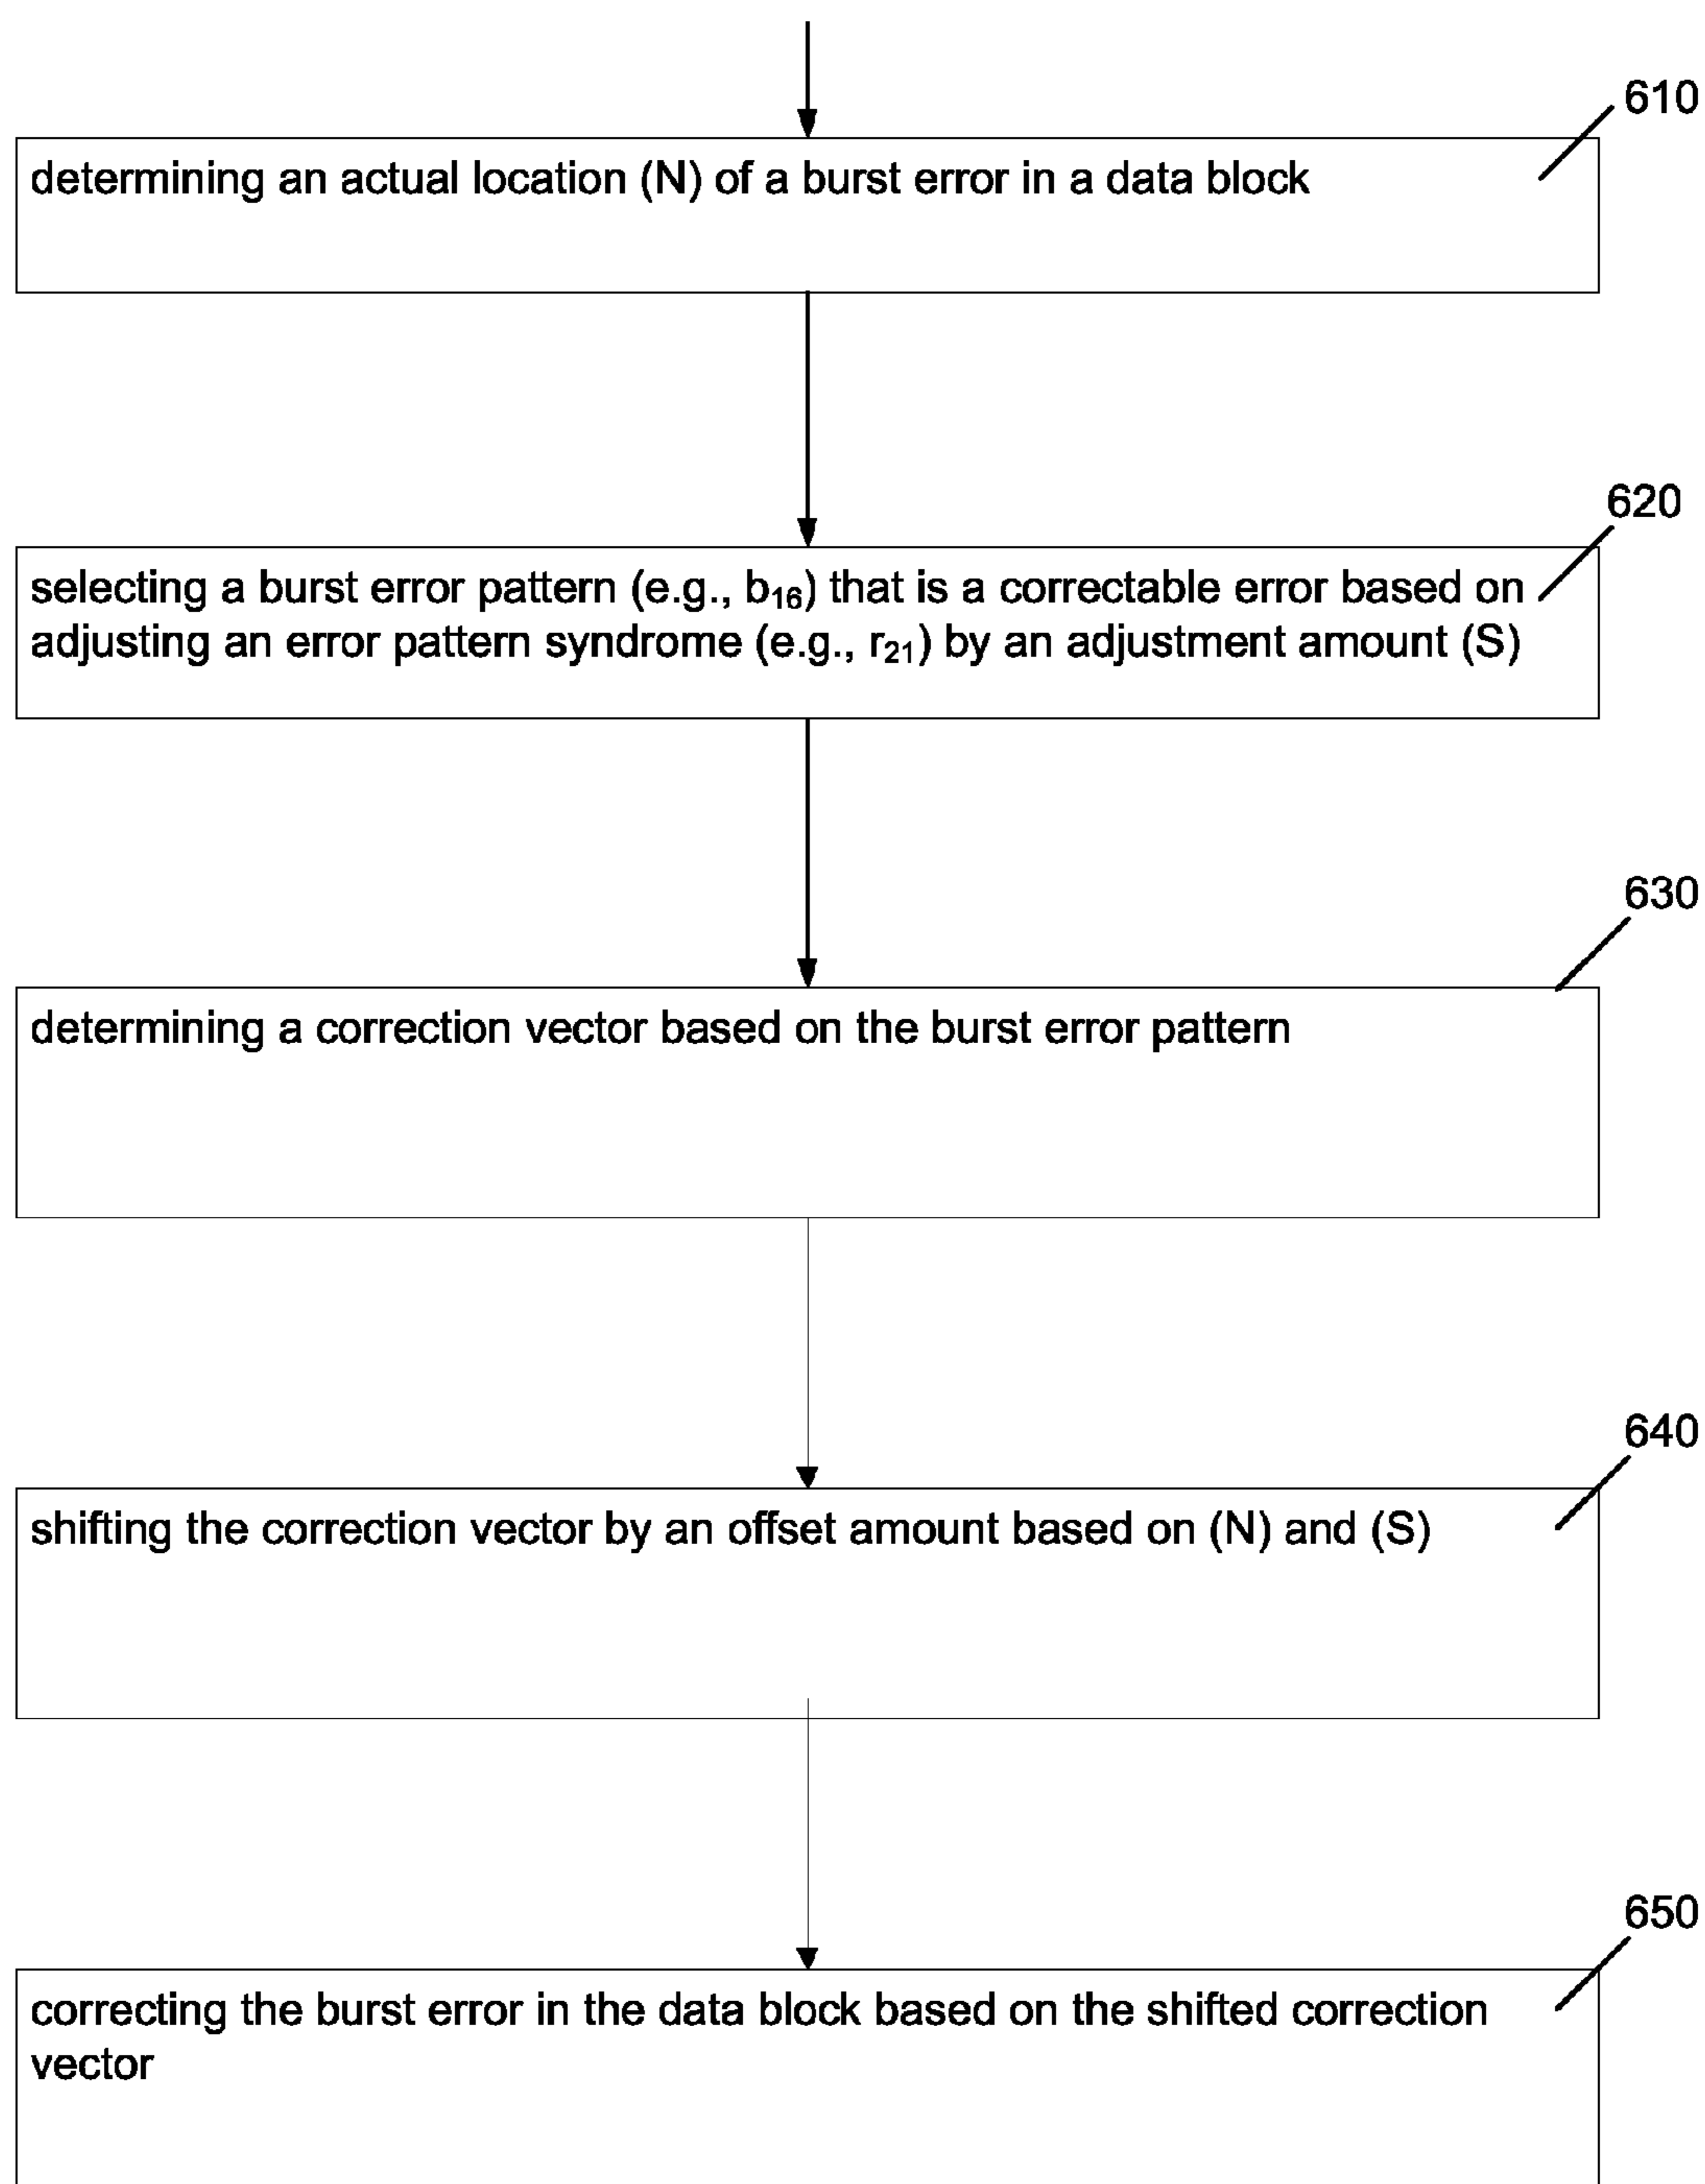 610
determining an actual location (N) of a burst error in a data block
620
selecting a burst error pattern (e.g., b₁₆) that is a correctable error based on
adjusting an error pattern syndrome (e.g., r₂₁) by an adjustment amount (S)
630
determining a correction vector based on the burst error pattern
640
shifting the correction vector by an offset amount based on (N) and (S)
650
correcting the burst error in the data block based on the shifted correction
vector